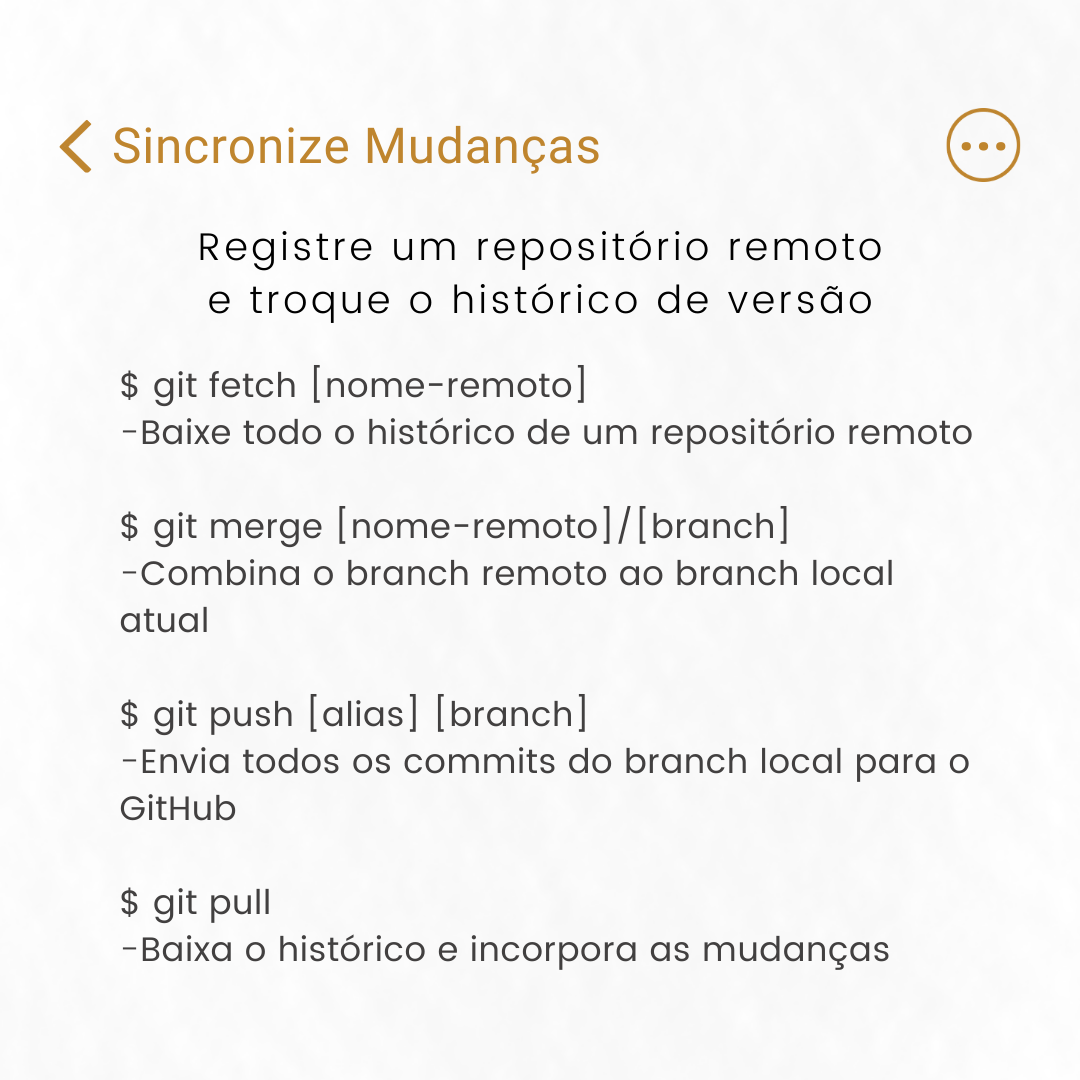 Sincronize Mudanças
Registre um repositório remoto
e troque o histórico de versão
$ git fetch [nome-remoto]
-Baixe todo o histórico de um repositório remoto
$ git merge [nome-remoto]/[branch]
-Combina o branch remoto ao branch local
atual
$ git push [alias] [branch]
-Envia todos os commits do branch local para o
GitHub
$ git pull
-Baixa o histórico e incorpora as mudanças